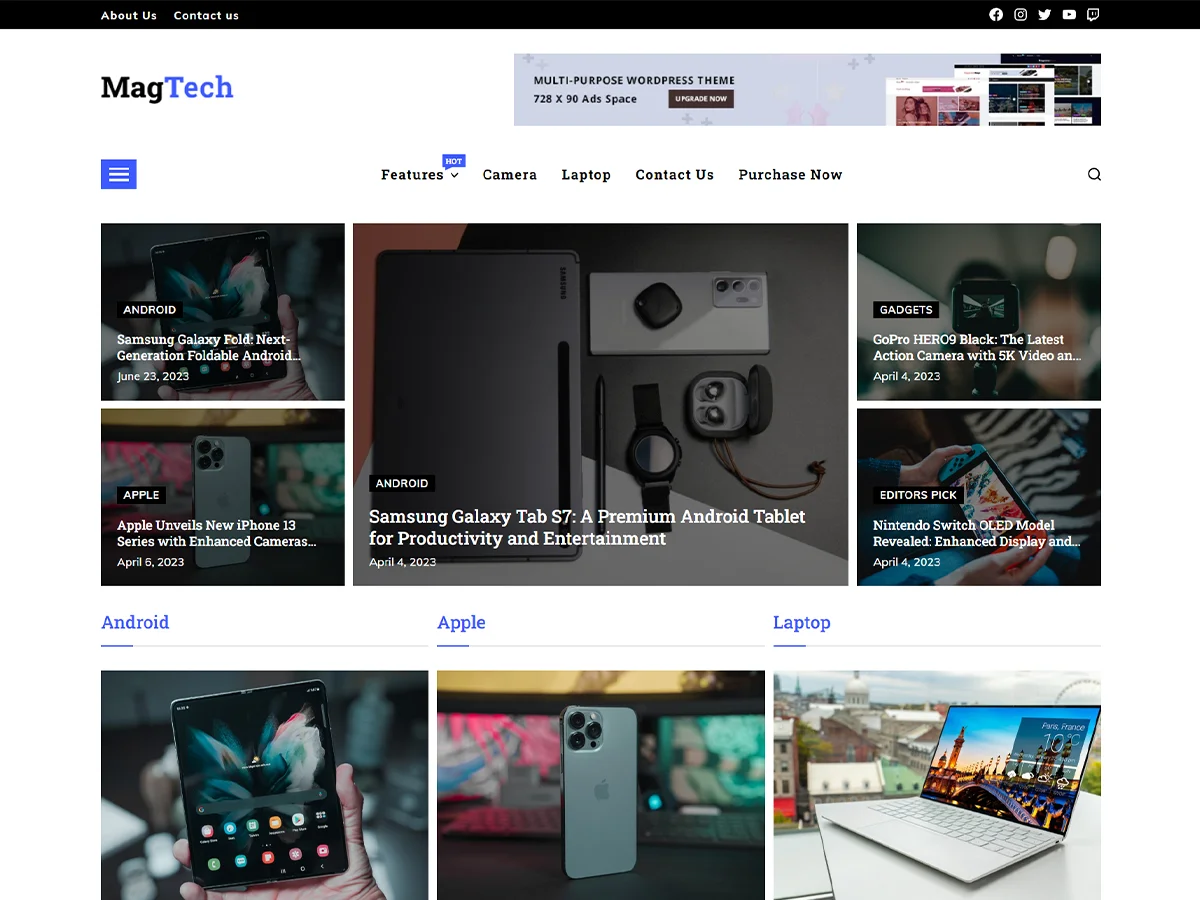 About Us Contact us
MagTech
MULTI-PURPOSE WORDPRESS THEME
728 X 90 Ads Space UPGRADE NOW
HOT
Features Camera Laptop Contact Us Purchase Now
ANDROID
Samsung Galaxy Fold: Next-
Generation Foldable Android...
June 23, 2023
APPLE
Apple Unveils New iPhone 13
Series with Enhanced Cameras...
April 6, 2023
SAMSUNG
ANDROID
Samsung Galaxy Tab S7: A Premium Android Tablet
for Productivity and Entertainment
April 4, 2023
GADGETS
GoPro HERO9 Black: The Latest
Action Camera with 5K Video an...
April 4, 2023
EDITORS PICK
Nintendo Switch OLED Model
Revealed: Enhanced Display and...
April 4, 2023
Android
Apple
Laptop
Paris, France
10°C